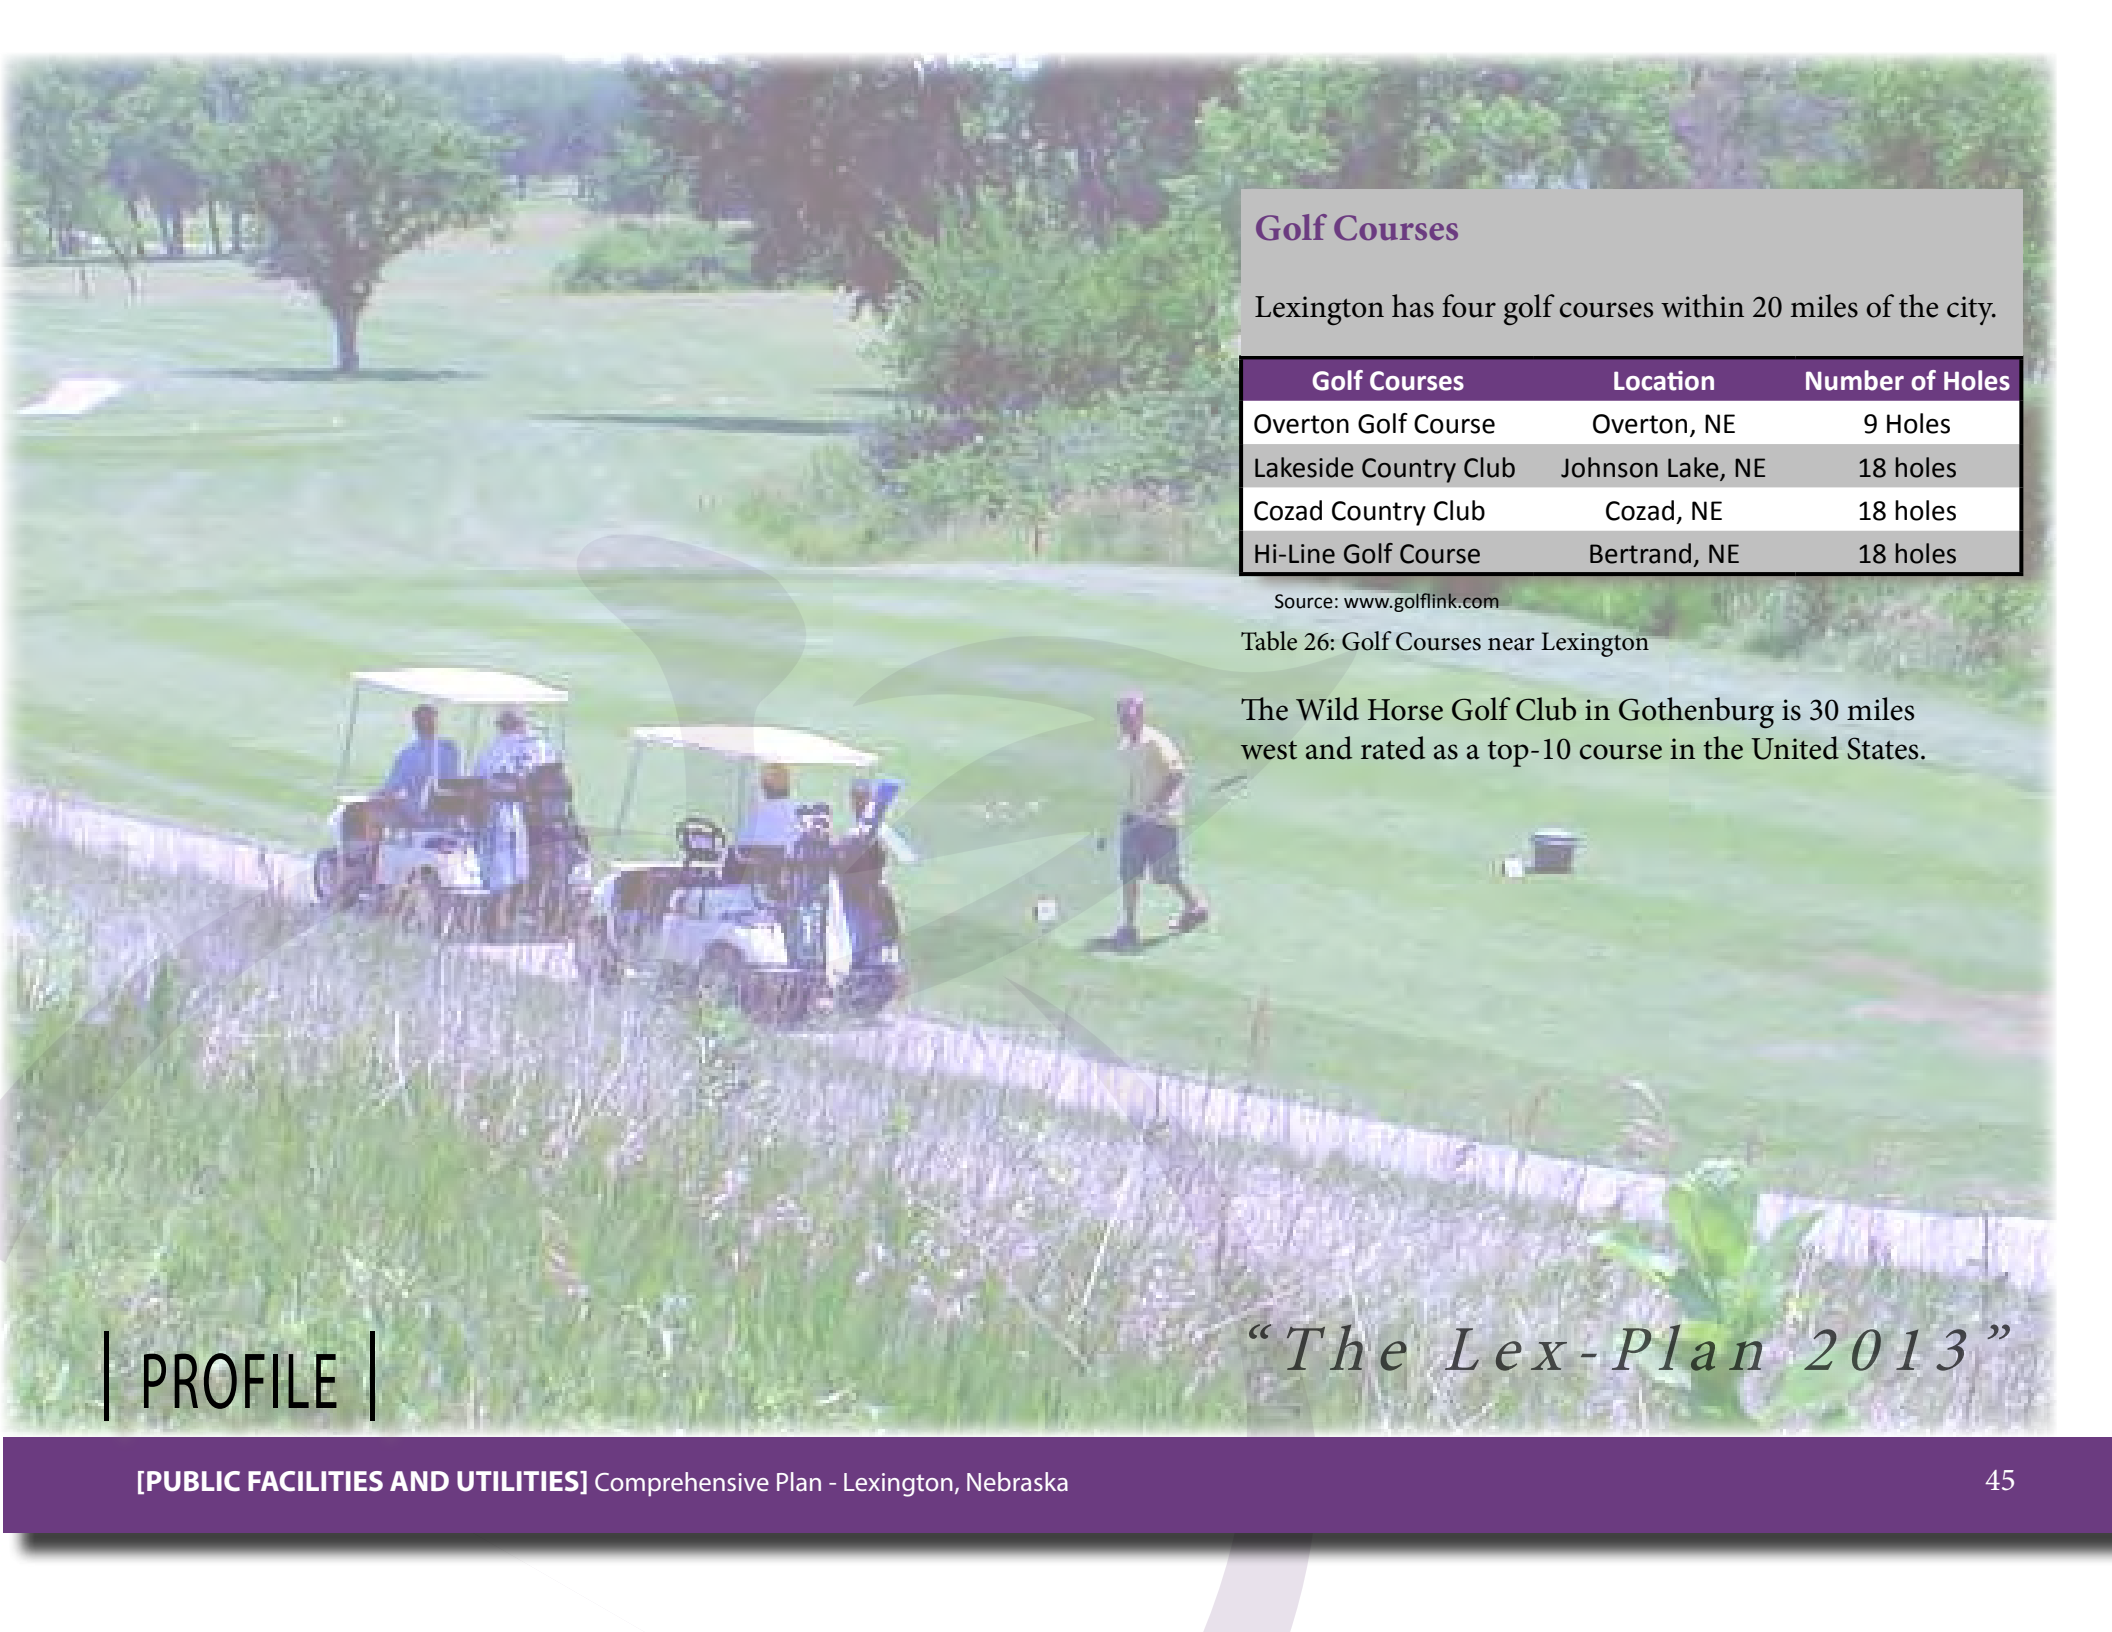 Golf Courses
Lexington has four golf courses within 20 miles of the city.
Golf Courses Location Number of Holes
Overton Golf Course Overton, NE 9 Holes
Lakeside Country Club Johnson Lake, NE 18 holes
Cozad Country Club Cozad, NE 18 holes
Hi-Line Golf Course Bertrand, NE 18 holes
Source: www.golflink.com
Table 26: Golf Courses near Lexington
The Wild Horse Golf Club in Gothenburg is 30 miles
west and rated as a top-10 course in the United States.
“The Lex-Plan 2013”
PROFILE
[PUBLIC FACILITIES AND UTILITIES] Comprehensive Plan - Lexington, Nebraska 45